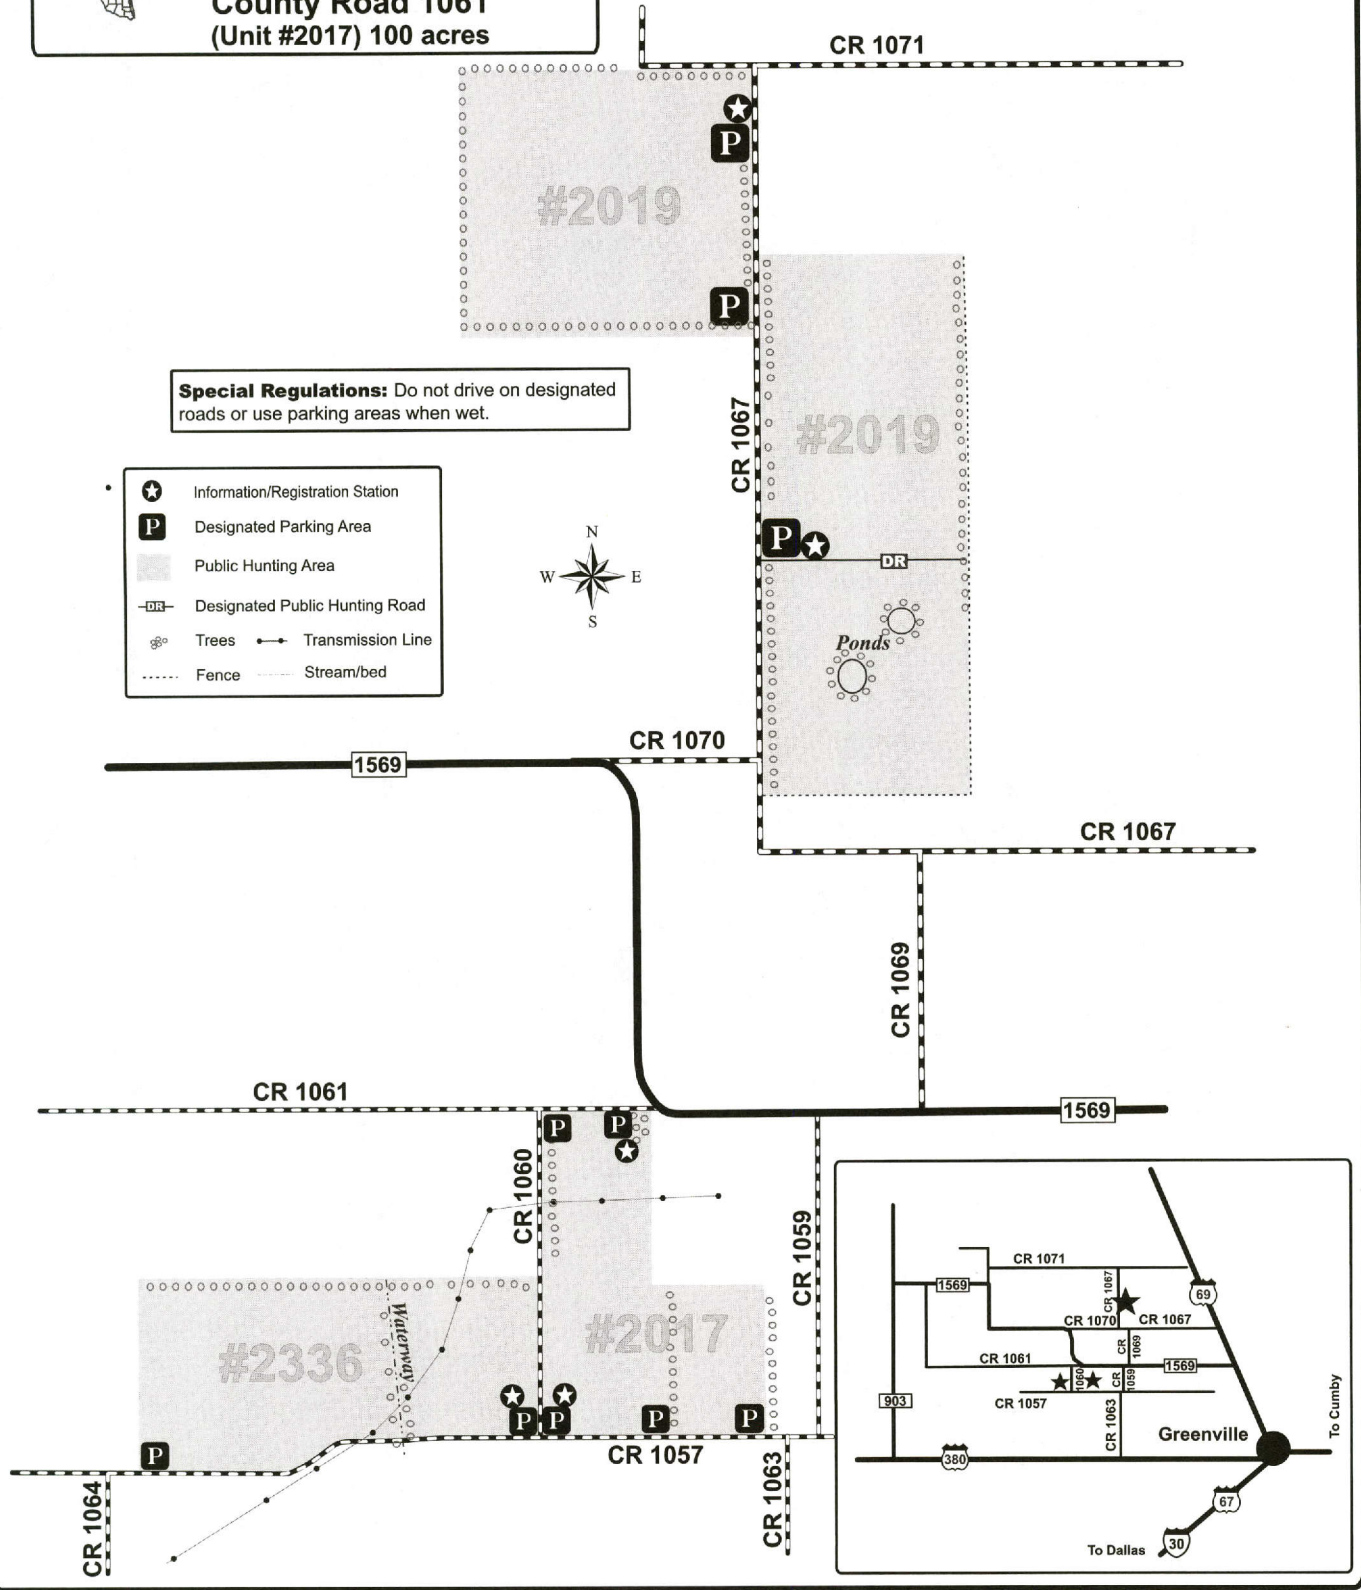 County Road 1061
(Unit #2017) 100 acres
CR 1071
P
#2019
P
Special Regulations: Do not drive on designated
roads or use parking areas when wet.
CR 1067
#2019
Information/Registration Station
P Designated Parking Area
Public Hunting Area
DR Designated Public Hunting Road
Trees Transmission Line
Fence Stream/bed
N
W E
S
P
DR
Ponds
CR 1070
1569
CR 1067
CR 1069
CR 1061
1569
P P
CR 1060
CR 1059
Waterway
#2336
#2017
P P P P
P
CR 1057
CR 1064
CR 1063
CR 1071
1569
CR 1067
69
CR 1070
CR 1067
CR 1069
CR 1061
1569
1060
CR 1059
903
CR 1057
CR 1063
Greenville
To Cumby
380
67
30
To Dallas